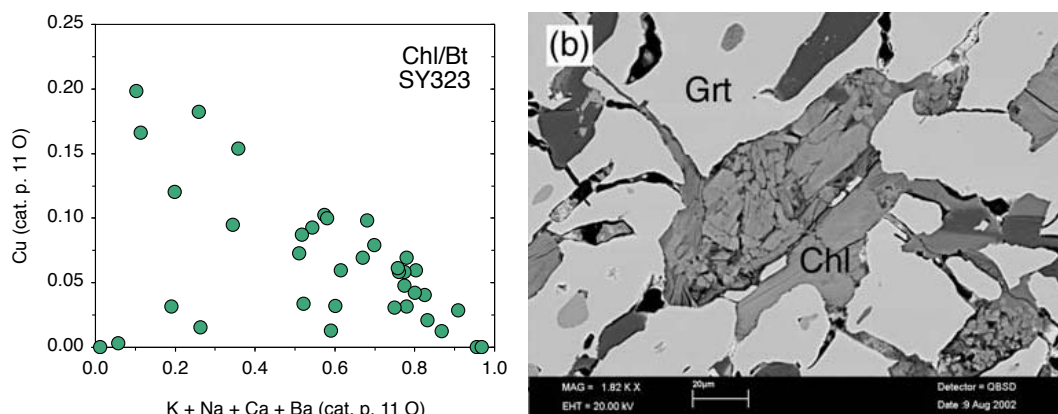 Chl/Bt
SY323
0.25
0.20
0.15
0.10
0.05
0.00
Cu (cat. p. 11 O)
0.0 0.2 0.4 0.6 0.8 1.0
K + Na + Ca + Ba (cat. p. 11 O)
(b)
Grt
Chl
MAG = 1.82 K X
EHT = 20.00 kV
20µm
Detector = QBSD
Date :9 Aug 2002